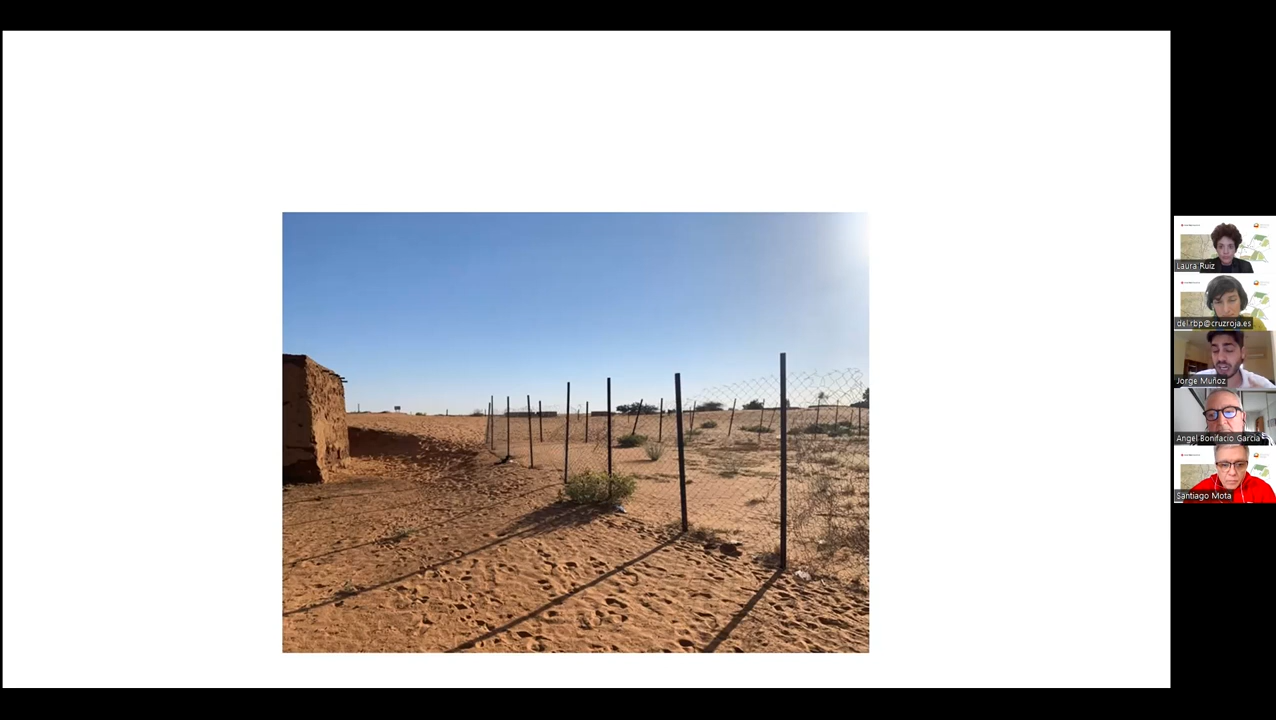 Laura Ruiz
del.rbp@cruzroja.es
Jorge Muñoz
Angel Bonifacio Garcia
Santiago Mota